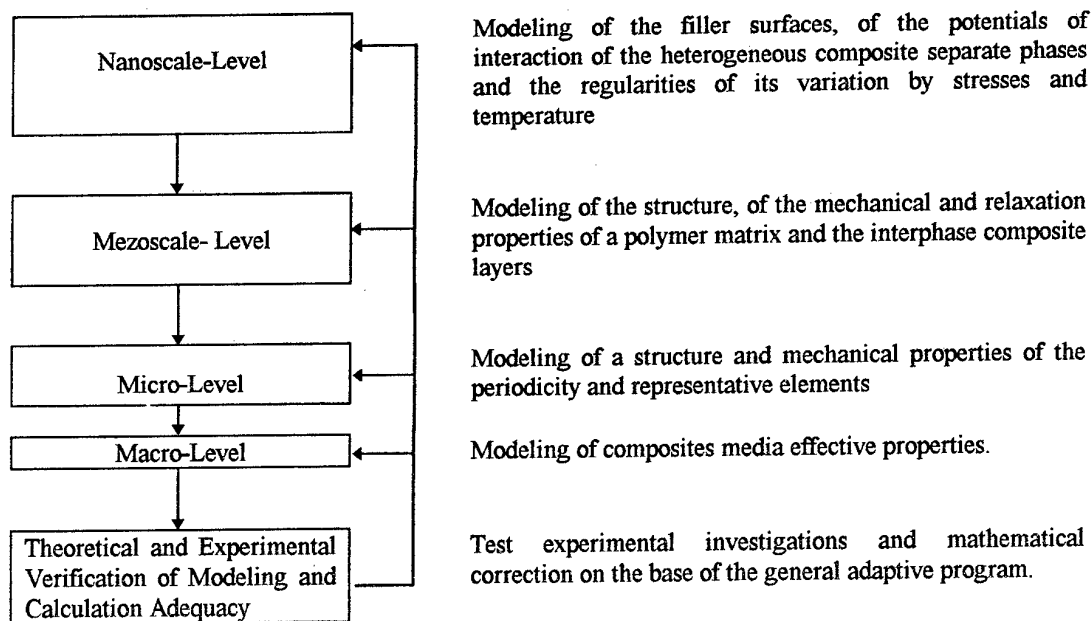 Nanoscale-Level
Modeling of the filler surfaces, of the potentials of
interaction of the heterogeneous composite separate phases
and the regularities of its variation by stresses and
temperature
Mezoscale- Level
Modeling of the structure, of the mechanical and relaxation
properties of a polymer matrix and the interphase composite
layers
Micro-Level
Modeling of a structure and mechanical properties of the
periodicity and representative elements
Macro-Level
Modeling of composites media effective properties.
Theoretical and Experimental
Verification of Modeling and
Calculation Adequacy
Test experimental investigations and mathematical
correction on the base of the general adaptive program.